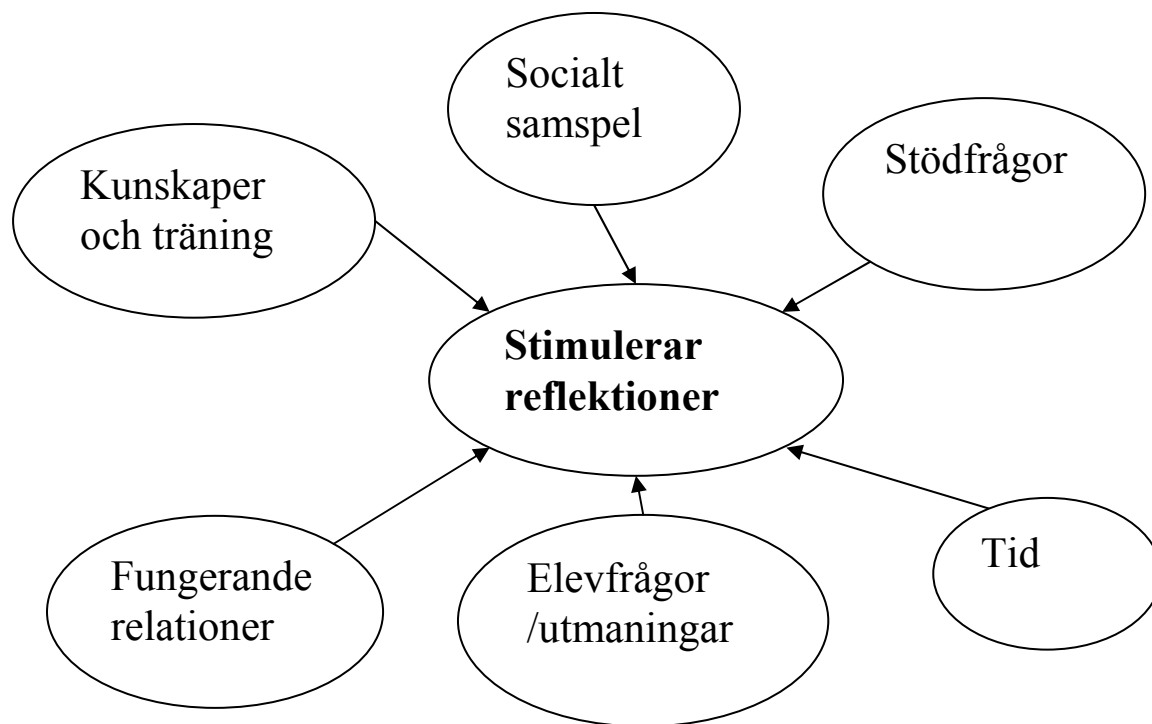 Socialt
samspel
Stödfrågor
Kunskaper
och träning
Stimulerar
reflektioner
Fungerande
relationer
Elevfrågor
/utmaningar
Tid